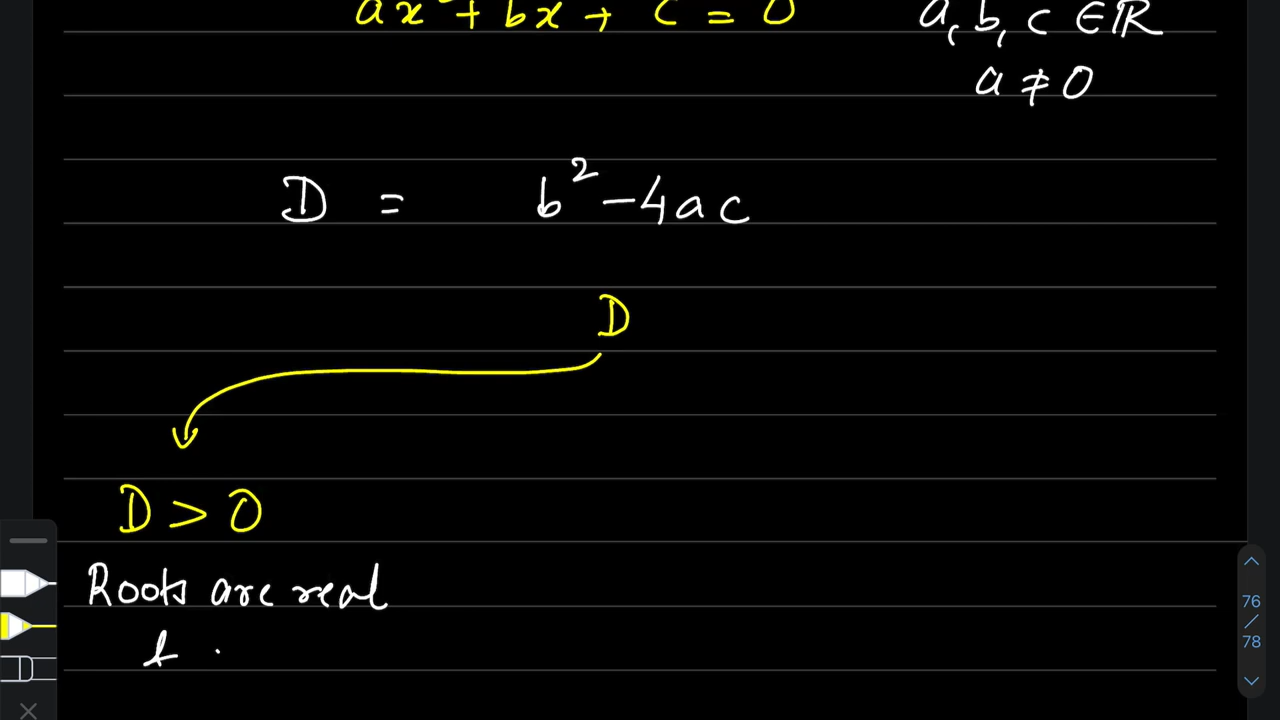 ax²+bx+c=0 a, b, c ∈ ℝ
a ≠ 0
D = b²-4ac
D
D > 0
Roots are real
& .
76
/
78